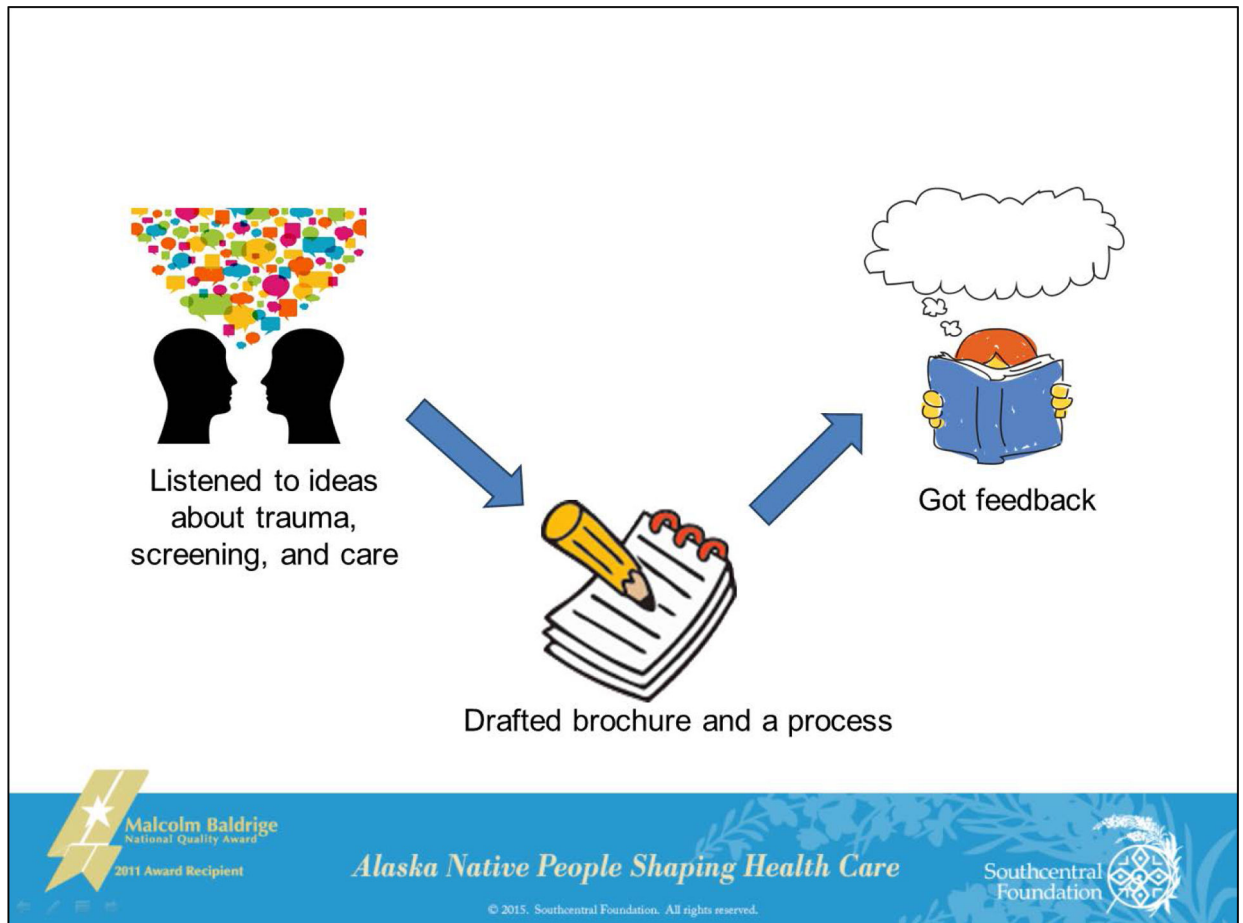 Listened to ideas
about trauma,
screening, and care
Drafted brochure and a process
Got feedback
Malcolm Baldrige
National Quality Award
2011 Award Recipient
Alaska Native People Shaping Health Care
© 2015. Southcentral Foundation. All rights reserved.
Southcentral
Foundation